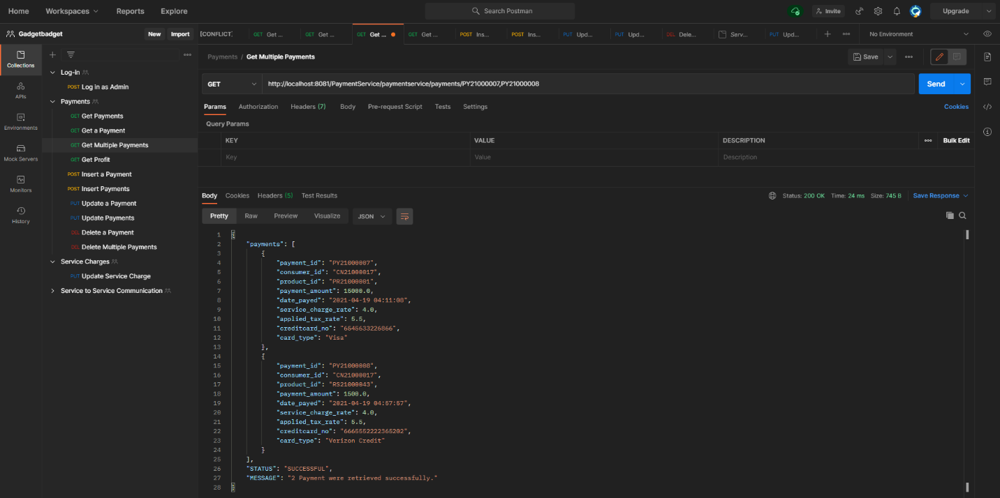 Home Workspaces Reports Explore Search Postman Invite Upgrade
Gadgetbadget New Import [CONFLICT] GET Get ... GET Get ... GET Get ... GET Get ... POST Ins... POST Ins... PUT Upd... PUT Upd... DEL Dele... Serv... PUT Upd... No Environment
Collections
APIs
Environments
Mock Servers
Monitors
History
Log-in
POST Log in as Admin
Payments
GET Get Payments
GET Get a Payment
GET Get Multiple Payments
GET Get Profit
POST Insert a Payment
POST Insert Payments
PUT Update a Payment
PUT Update Payments
DEL Delete a Payment
DEL Delete Multiple Payments
Service Charges
PUT Update Service Charge
Service to Service Communication
Payments / Get Multiple Payments Save
GET http://localhost:8081/PaymentService/paymentservice/payments/PY21000007,PY21000008 Send
Params Authorization Headers (7) Body Pre-request Script Tests Settings Cookies
Query Params
KEY VALUE DESCRIPTION Bulk Edit
Key Value Description
Body Cookies Headers (5) Test Results Status: 200 OK Time: 24 ms Size: 745 B Save Response
Pretty Raw Preview Visualize JSON
1 {
2 "payments": [
3 {
4 "payment_id": "PY21000007",
5 "consumer_id": "CN21000017",
6 "product_id": "PR21000001",
7 "payment_amount": 15000.0,
8 "date_payed": "2021-04-19 04:11:08",
9 "service_charge_rate": 4.0,
10 "applied_tax_rate": 5.5,
11 "creditcard_no": "6545633226866",
12 "card_type": "Visa"
13 },
14 {
15 "payment_id": "PY21000008",
16 "consumer_id": "CN21000017",
17 "product_id": "RS21000043",
18 "payment_amount": 1500.0,
19 "date_payed": "2021-04-19 04:57:57",
20 "service_charge_rate": 4.0,
21 "applied_tax_rate": 5.5,
22 "creditcard_no": "6665552222365202",
23 "card_type": "Verizon Credit"
24 }
25 ],
26 "STATUS": "SUCCESSFUL",
27 "MESSAGE": "2 Payment were retrieved successfully."
28 }